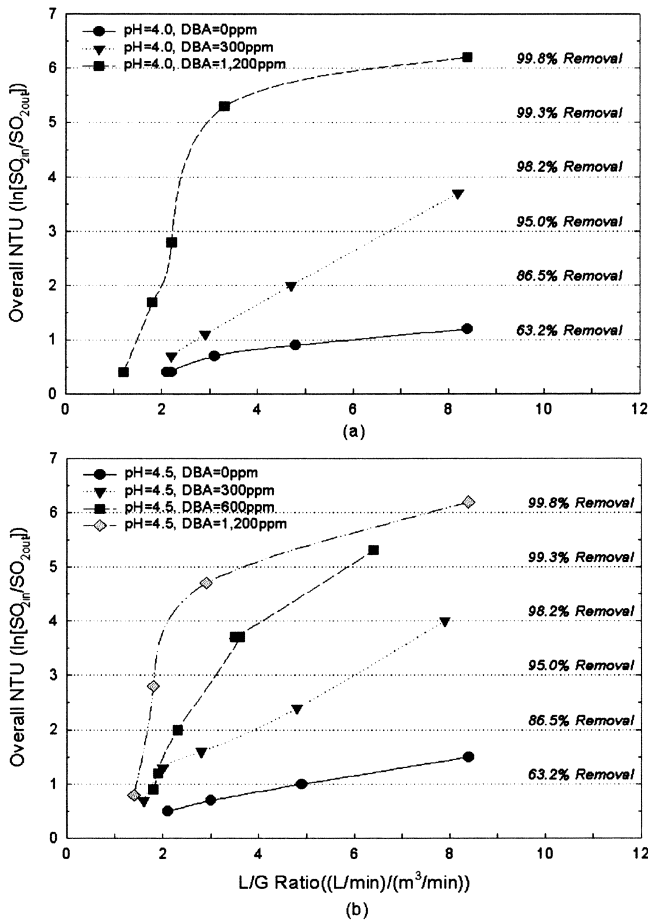 7
pH=4.0, DBA=0ppm
pH=4.0, DBA=300ppm
pH=4.0, DBA=1,200ppm
99.8% Removal
6
99.3% Removal
5
98.2% Removal
4
95.0% Removal
3
86.5% Removal
2
63.2% Removal
1
0
Overall NTU (ln[SO2in/SO2out])
0 2 4 6 8 10 12
(a)
7
pH=4.5, DBA=0ppm
pH=4.5, DBA=300ppm
pH=4.5, DBA=600ppm
pH=4.5, DBA=1,200ppm
99.8% Removal
6
99.3% Removal
5
98.2% Removal
4
95.0% Removal
3
86.5% Removal
2
63.2% Removal
1
0
Overall NTU (ln[SO2in/SO2out])
0 2 4 6 8 10 12
L/G Ratio((L/min)/(m³/min))
(b)